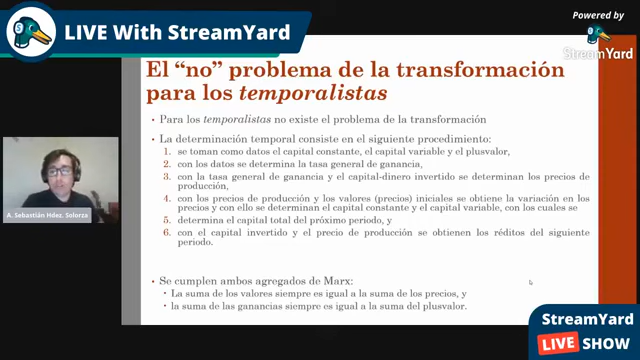 LIVE With StreamYard
Powered by
StreamYard
El “no” problema de la transformación
para los temporalistas
• Para los temporalistas no existe el problema de la transformación
• La determinación temporal consiste en el siguiente procedimiento:
1. se toman como datos el capital constante, el capital variable y el plusvalor,
2. con los datos se determina la tasa general de ganancia,
3. con la tasa general de ganancia y el capital-dinero invertido se determinan los precios de
producción,
4. con los precios de producción y los valores (precios) iniciales se obtiene la variación en los
precios y con ello se determinan el capital constante y el capital variable, con los cuales se
5. determina el capital total del próximo periodo, y
6. con el capital invertido y el precio de producción se obtienen los réditos del siguiente
periodo.
• Se cumplen ambos agregados de Marx:
• La suma de los valores siempre es igual a la suma de los precios, y
• la suma de las ganancias siempre es igual a la suma del plusvalor.
A. Sebastián Hdez. Solorza
StreamYard
LIVE SHOW